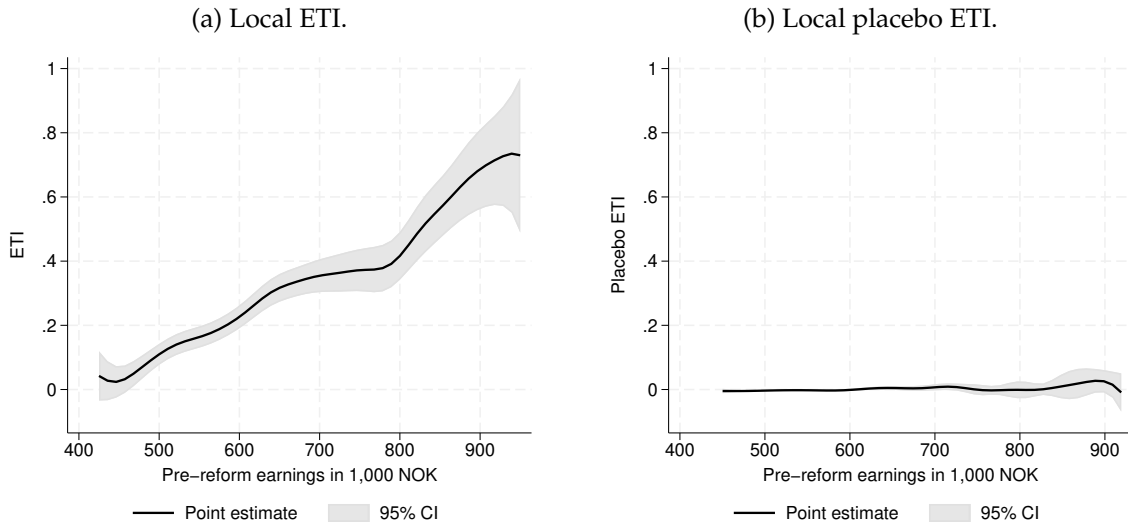 (a) Local ETI.
1
.8
.6
.4
.2
0
ETI
400 500 600 700 800 900
Pre-reform earnings in 1,000 NOK
Point estimate 95% CI
(b) Local placebo ETI.
1
.8
.6
.4
.2
0
Placebo ETI
400 500 600 700 800 900
Pre-reform earnings in 1,000 NOK
Point estimate 95% CI